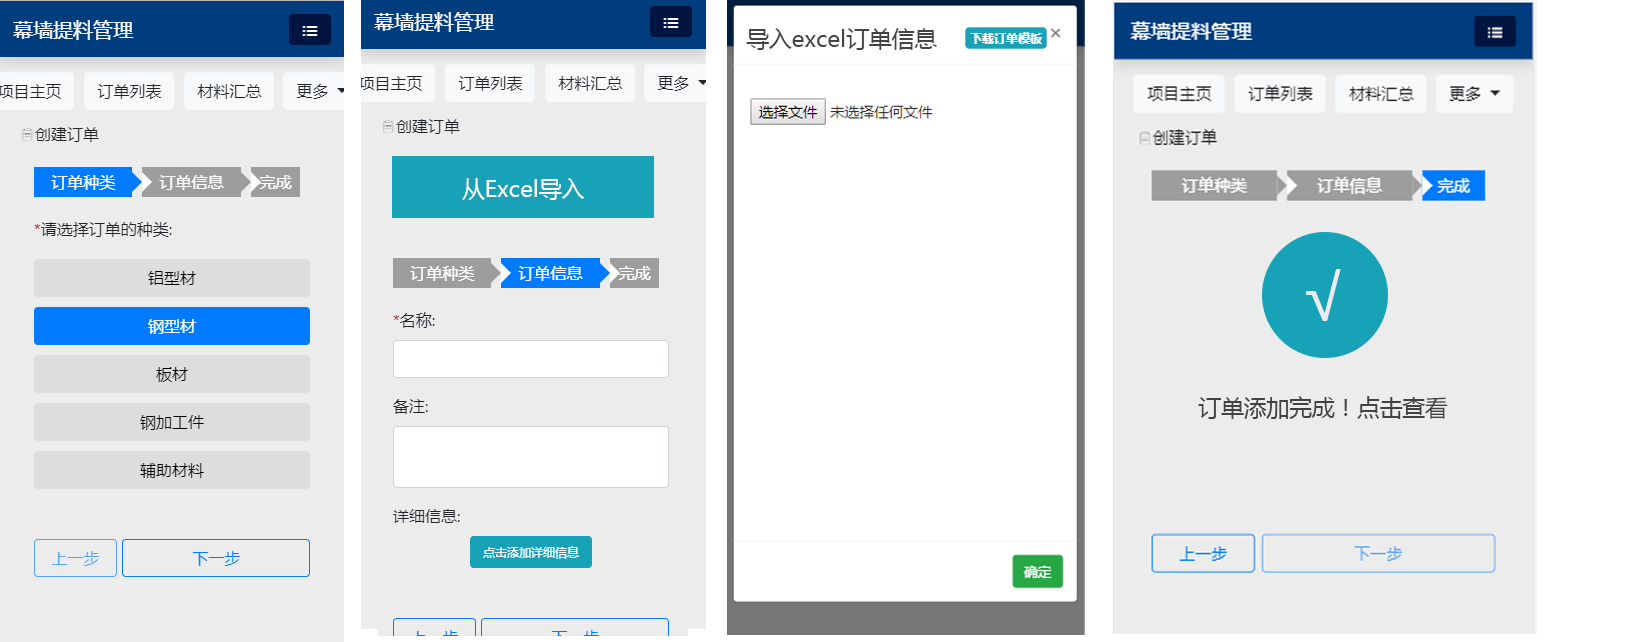 幕墙提料管理
项目主页 订单列表 材料汇总 更多
创建订单
订单种类 订单信息 完成
*请选择订单的种类:
铝型材
钢型材
板材
钢加工件
辅助材料
上一步 下一步
幕墙提料管理
项目主页 订单列表 材料汇总 更多
创建订单
从Excel导入
订单种类 订单信息 完成
*名称:
备注:
详细信息:
点击添加详细信息
上一步 下一步
导入excel订单信息 下载订单模板 ×
选择文件 未选择任何文件
确定
幕墙提料管理
项目主页 订单列表 材料汇总 更多
创建订单
订单种类 订单信息 完成
√
订单添加完成！点击查看
上一步 下一步